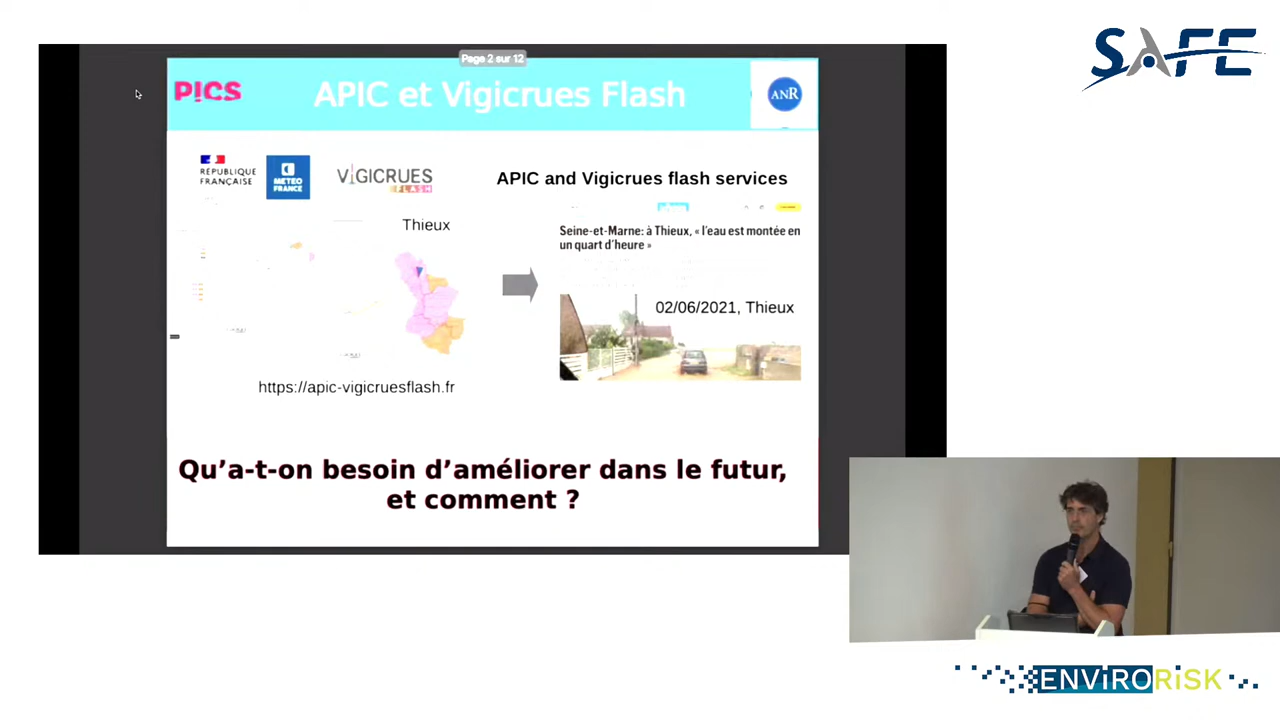 SAFE
Page 2 sur 12
PICS
APIC et Vigicrues Flash
ANR
RÉPUBLIQUE
FRANÇAISE
METEO
FRANCE
VIGICRUES
FLASH
APIC and Vigicrues flash services
Thieux
Seine-et-Marne: à Thieux, « l'eau est montée en
un quart d'heure »
02/06/2021, Thieux
https://apic-vigicruesflash.fr
Qu'a-t-on besoin d'améliorer dans le futur,
et comment ?
ENViRORiSK